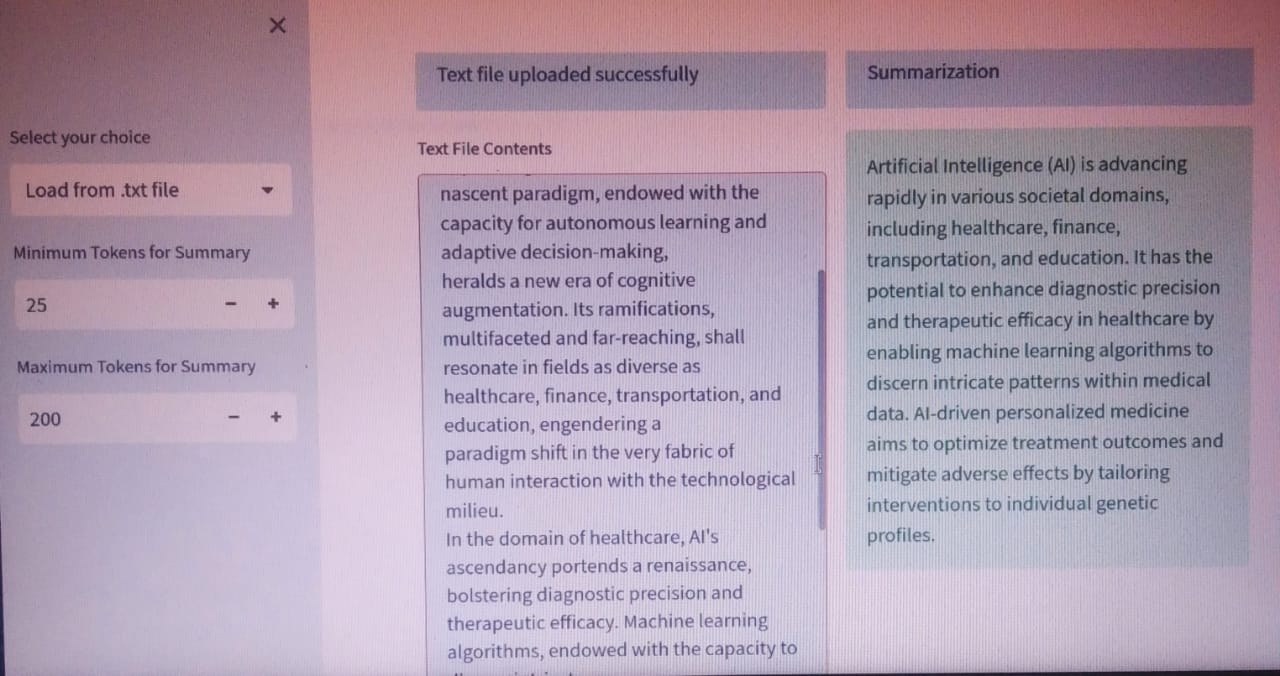 Select your choice
Load from .txt file
Minimum Tokens for Summary
25
Maximum Tokens for Summary
200
Text file uploaded successfully
Text File Contents
nascent paradigm, endowed with the
capacity for autonomous learning and
adaptive decision-making,
heralds a new era of cognitive
augmentation. Its ramifications,
multifaceted and far-reaching, shall
resonate in fields as diverse as
healthcare, finance, transportation, and
education, engendering a
paradigm shift in the very fabric of
human interaction with the technological
milieu.
In the domain of healthcare, AI's
ascendancy portends a renaissance,
bolstering diagnostic precision and
therapeutic efficacy. Machine learning
algorithms, endowed with the capacity to
Summarization
Artificial Intelligence (AI) is advancing
rapidly in various societal domains,
including healthcare, finance,
transportation, and education. It has the
potential to enhance diagnostic precision
and therapeutic efficacy in healthcare by
enabling machine learning algorithms to
discern intricate patterns within medical
data. AI-driven personalized medicine
aims to optimize treatment outcomes and
mitigate adverse effects by tailoring
interventions to individual genetic
profiles.